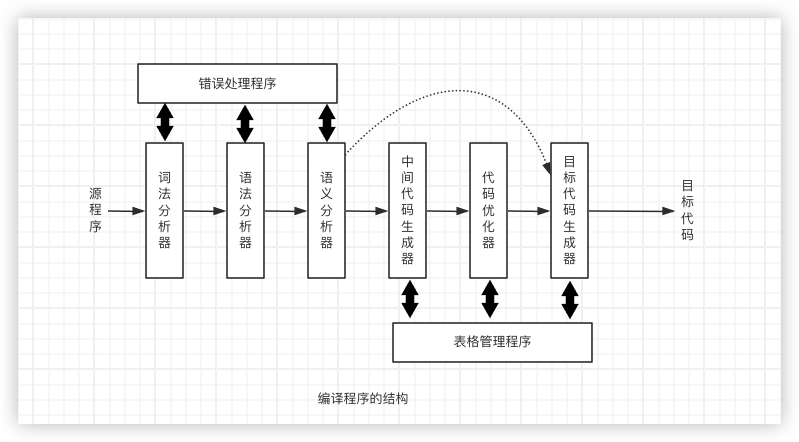 错误处理程序
源程序
词法分析器
语法分析器
语义分析器
中间代码生成器
代码优化器
目标代码生成器
目标代码
表格管理程序
编译程序的结构